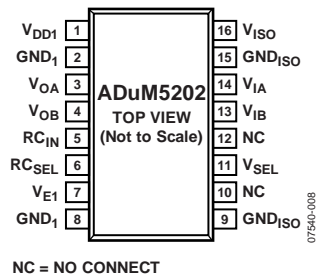 V_DD1 1 16 V_ISO
GND_1 2 15 GND_ISO
V_OA 3 14 V_IA
ADuM5202
V_OB 4 13 V_IB
TOP VIEW
RC_IN 5 12 NC
(Not to Scale)
RC_SEL 6 11 V_SEL
V_E1 7 10 NC
GND_1 8 9 GND_ISO
07540-008
NC = NO CONNECT